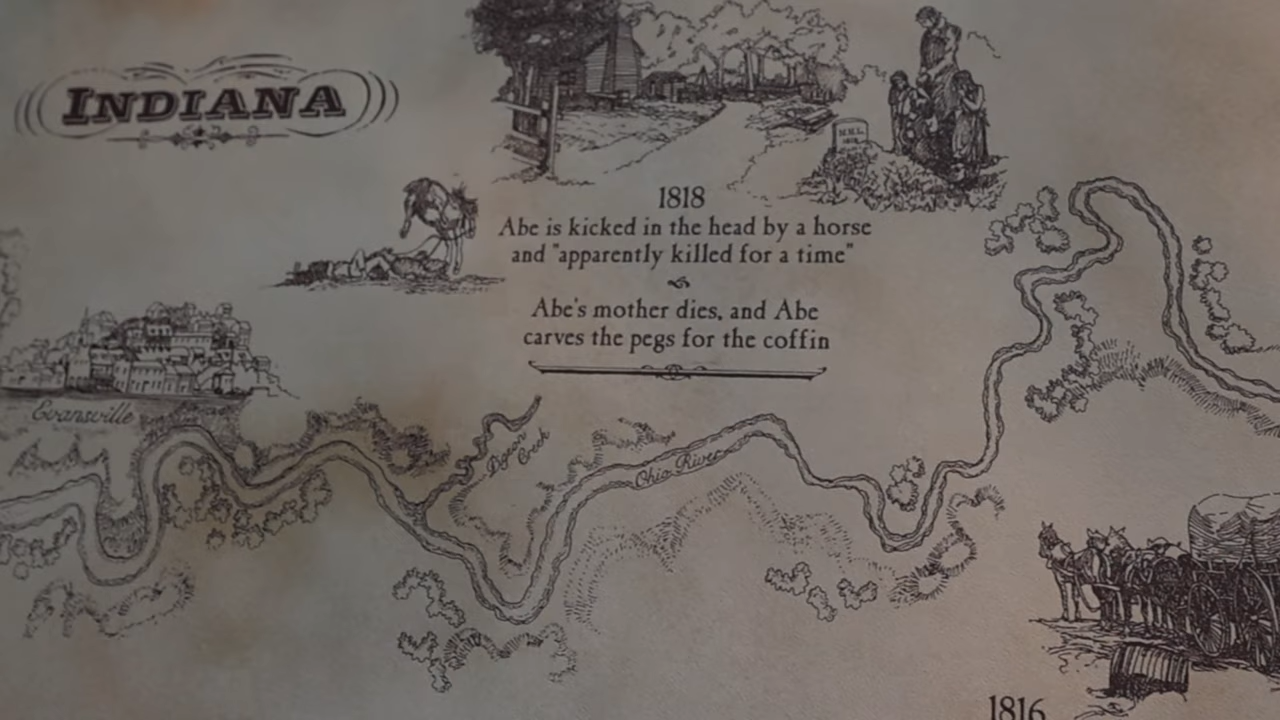 INDIANA
N.H.L.
1818
Abe is kicked in the head by a horse
and "apparently killed for a time"
Abe's mother dies, and Abe
carves the pegs for the coffin
Evansville
Creek
Ohio River
1816